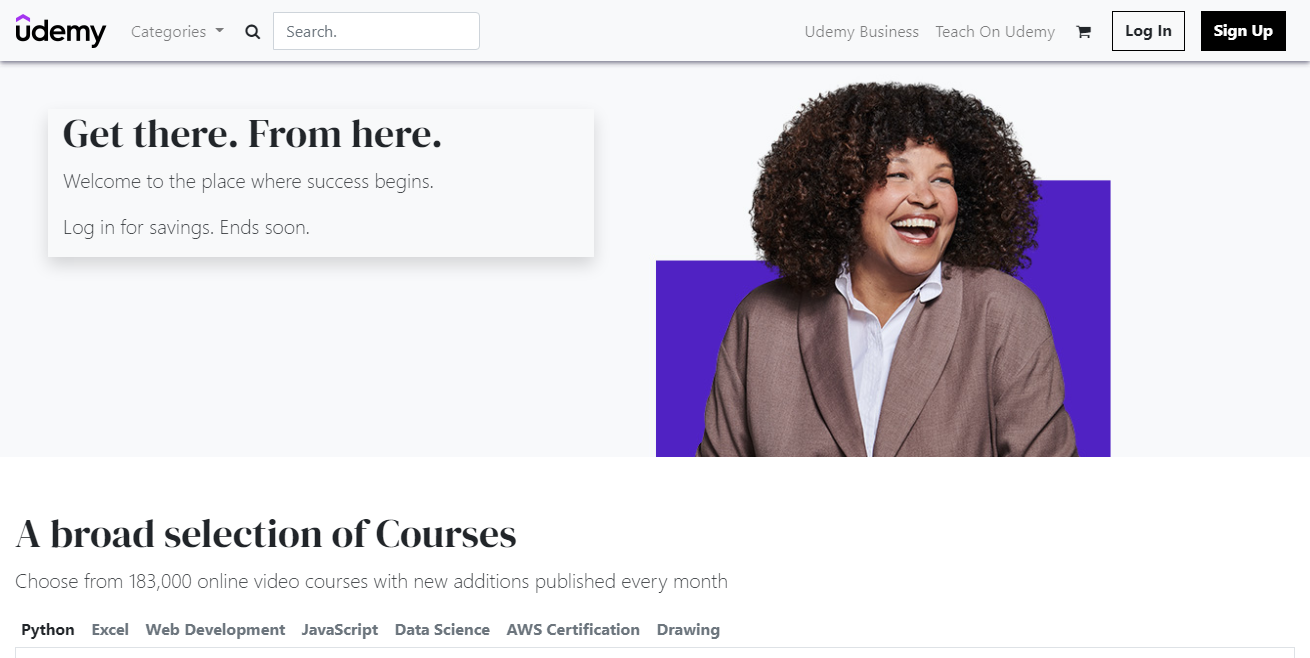 udemy
Categories
Search.
Udemy Business
Teach On Udemy
Log In
Sign Up
Get there. From here.
Welcome to the place where success begins.
Log in for savings. Ends soon.
A broad selection of Courses
Choose from 183,000 online video courses with new additions published every month
Python Excel Web Development JavaScript Data Science AWS Certification Drawing